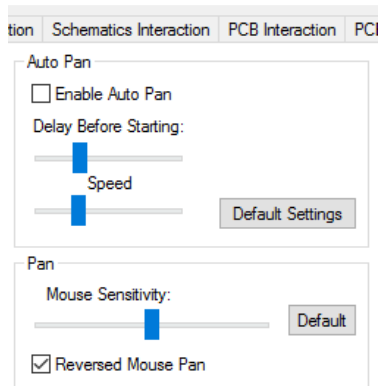 tion Schematics Interaction PCB Interaction PCI
Auto Pan
Enable Auto Pan
Delay Before Starting:
Speed
Default Settings
Pan
Mouse Sensitivity:
Default
Reversed Mouse Pan